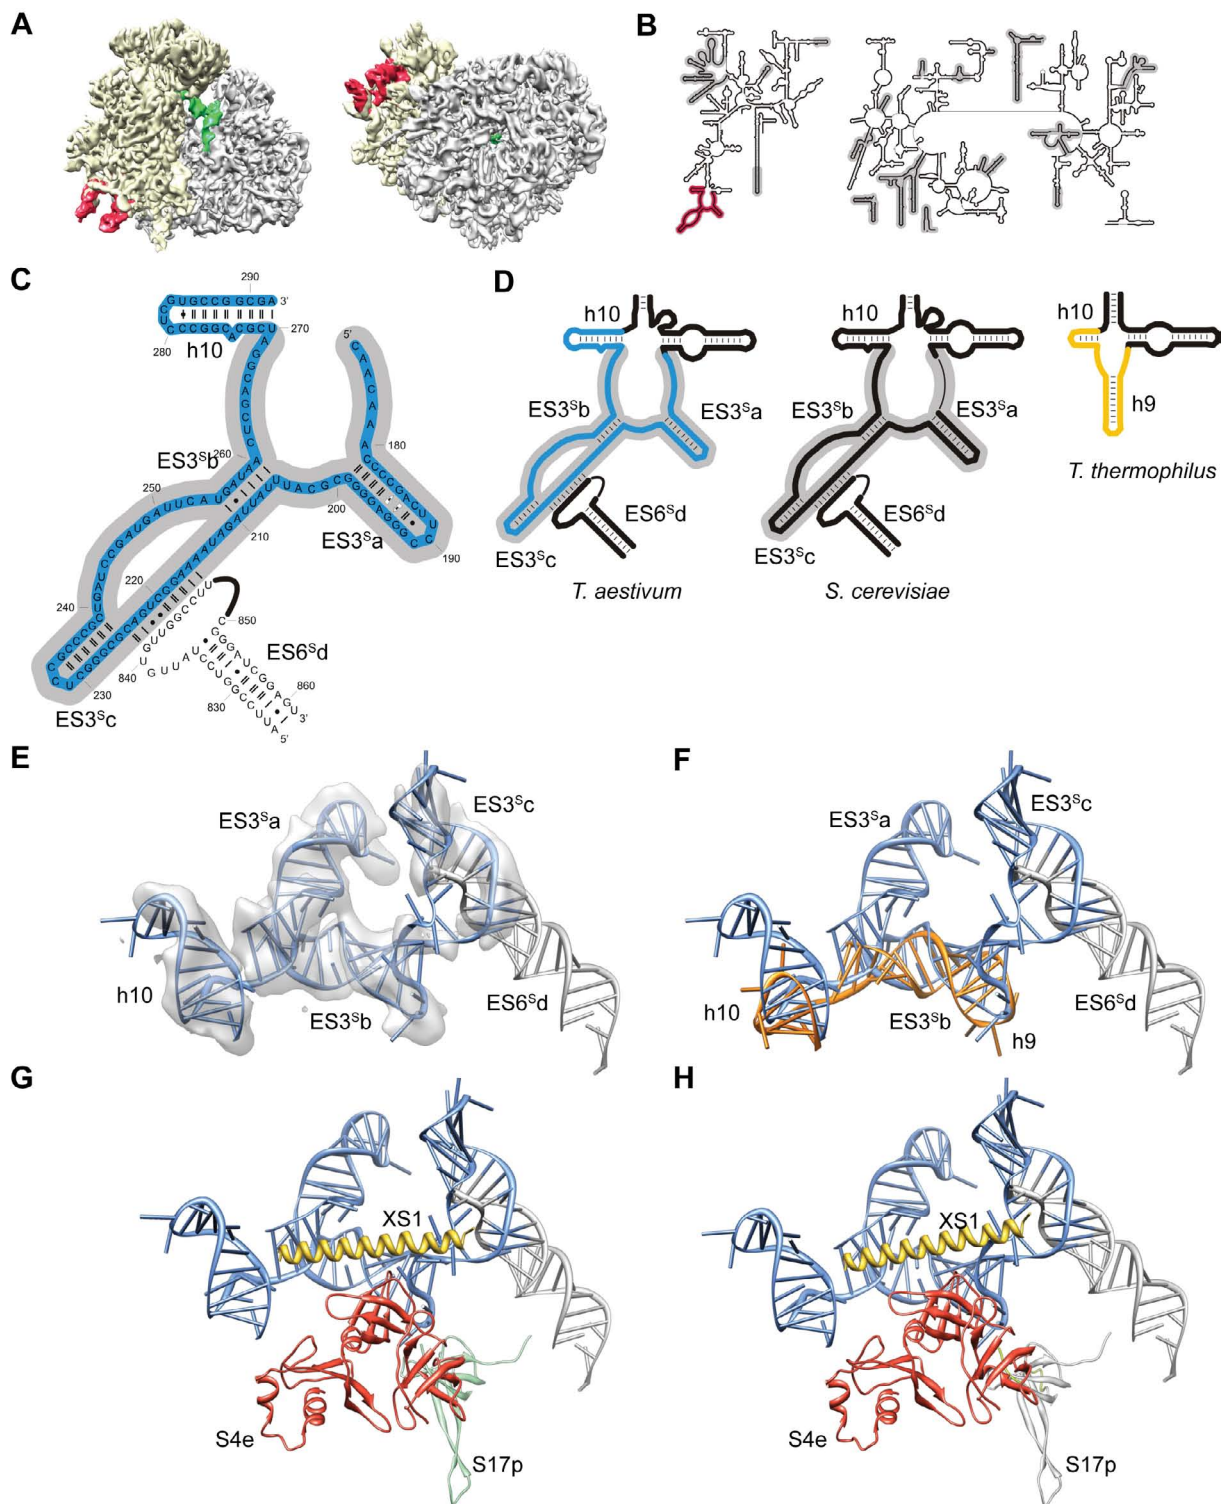 A
B
C
290
3'
270
5'
280
h10
180
260
ES3ˢb
250
200
ES3ˢa
190
210
220
240
850
ES6ˢd
860
840
230
830
3'
5'
ES3ˢc
D
h10
h10
h10
ES3ˢb
ES3ˢa
ES3ˢb
ES3ˢa
h9
T. thermophilus
ES6ˢd
ES6ˢd
ES3ˢc
ES3ˢc
T. aestivum
S. cerevisiae
E
ES3ˢa
ES3ˢc
h10
ES3ˢb
ES6ˢd
F
ES3ˢa
ES3ˢc
h10
ES3ˢb
h9
ES6ˢd
G
XS1
S4e
S17p
H
XS1
S4e
S17p